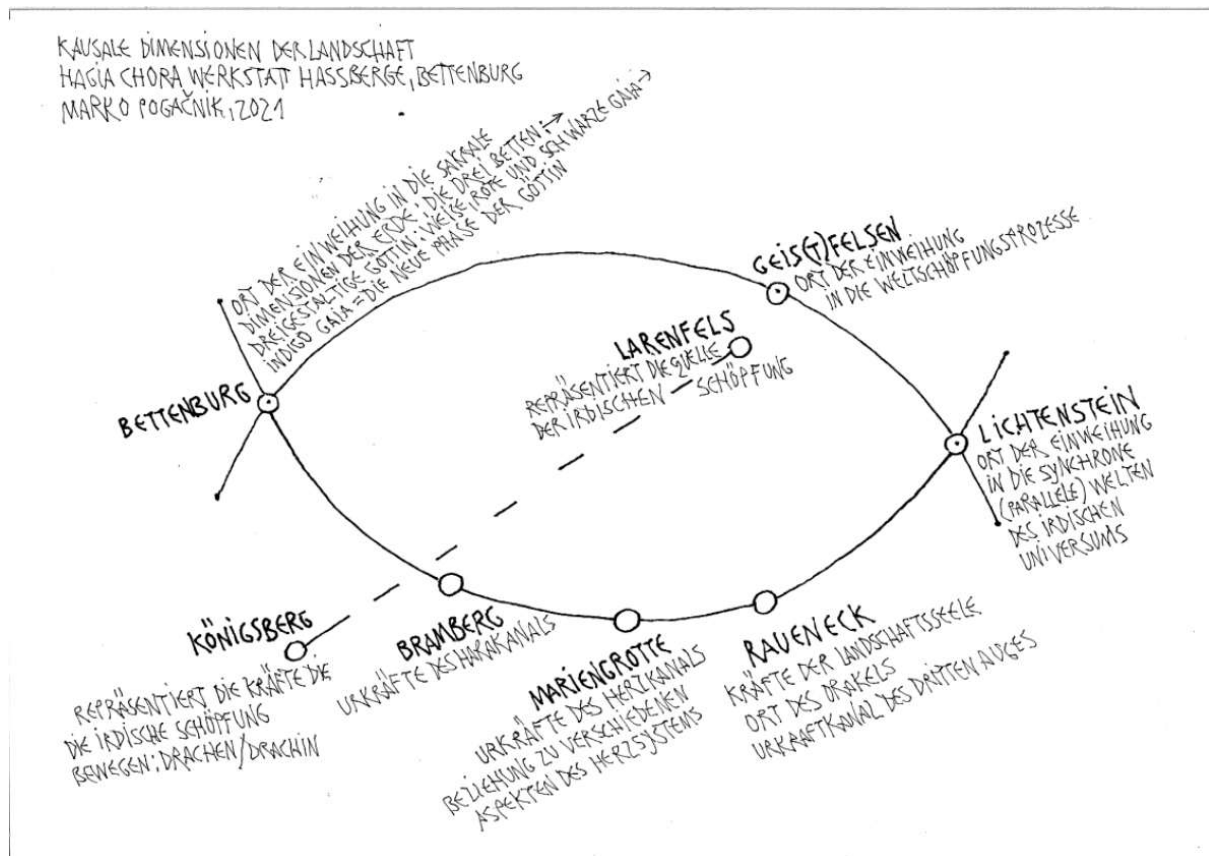 KAUSALE DIMENSIONEN DER LANDSCHAFT
HAGIA CHORA WERKSTATT HASSBERGE, BETTENBURG
MARKO POGAČNIK, 2021
ORT DER EINWEIHUNG IN DIE SAKRALE
DIMENSIONEN DER ERDE: DIE DREI BETTEN: →
DREIGESTALTIGE GÖTTIN: WEISE, ROTE UND SCHWARZE GAIA →
INDIGO GAIA = DIE NEUE PHASE DER GÖTTIN
BETTENBURG
GEIS(T)FELSEN
ORT DER EINWEIHUNG
IN DIE WELTSCHÖPFUNGSPROZESSE
LARENFELS
REPRÄSENTIERT DIE QUELLE
DER IRDISCHEN SCHÖPFUNG
LICHTENSTEIN
ORT DER EINWEIHUNG
IN DIE SYNCHRONE
(PARALLELE) WELTEN
DES IRDISCHEN
UNIVERSUMS
KÖNIGSBERG
REPRÄSENTIERT DIE KRÄFTE DIE
DIE IRDISCHE SCHÖPFUNG
BEWEGEN: DRACHEN/DRACHIN
BRAMBERG
URKRÄFTE DES HARAKANALS
MARIENGROTTE
URKRÄFTE DES HERZKANALS
BEZIEHUNG ZU VERSCHIEDENEN
ASPEKTEN DES HERZSYSTEMS
RAUENECK
KRÄFTE DER LANDSCHAFTSSEELE
ORT DES ORAKELS
URKRAFTKANAL DES DRITTEN AUGES